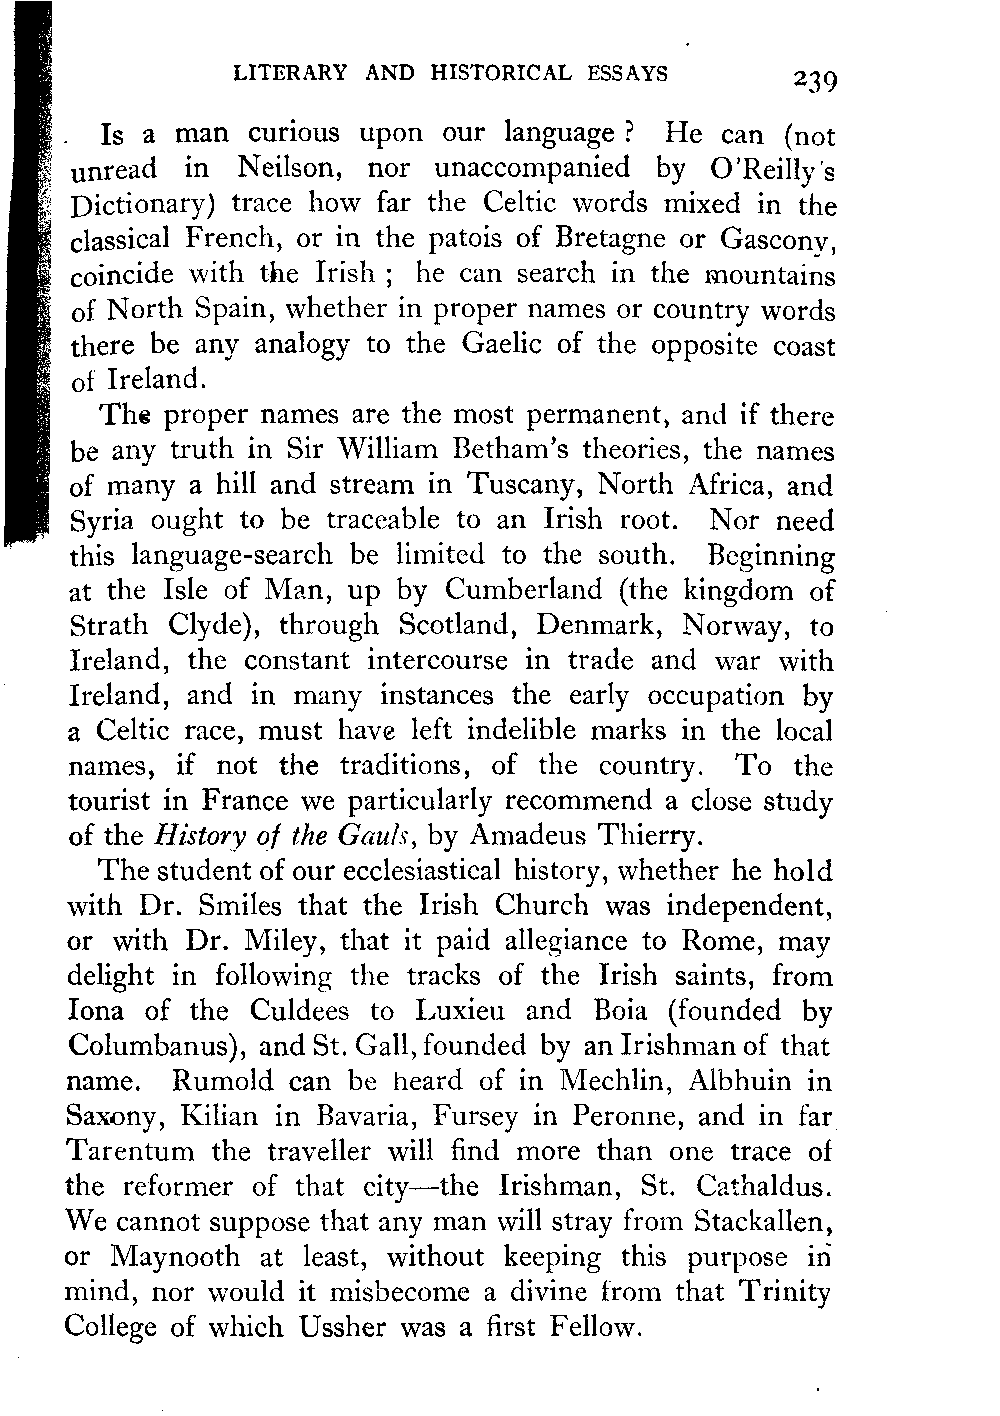 LITERARY AND HISTORICAL ESSAYS 239
Is a man curious upon our language ? He can (not
unread in Neilson, nor unaccompanied by O'Reilly's
Dictionary) trace how far the Celtic words mixed in the
classical French, or in the patois of Bretagne or Gascony,
coincide with the Irish ; he can search in the mountains
of North Spain, whether in proper names or country words
there be any analogy to the Gaelic of the opposite coast
of Ireland.
The proper names are the most permanent, and if there
be any truth in Sir William Betham's theories, the names
of many a hill and stream in Tuscany, North Africa, and
Syria ought to be traceable to an Irish root. Nor need
this language-search be limited to the south. Beginning
at the Isle of Man, up by Cumberland (the kingdom of
Strath Clyde), through Scotland, Denmark, Norway, to
Ireland, the constant intercourse in trade and war with
Ireland, and in many instances the early occupation by
a Celtic race, must have left indelible marks in the local
names, if not the traditions, of the country. To the
tourist in France we particularly recommend a close study
of the History of the Gauls, by Amadeus Thierry.
The student of our ecclesiastical history, whether he hold
with Dr. Smiles that the Irish Church was independent,
or with Dr. Miley, that it paid allegiance to Rome, may
delight in following the tracks of the Irish saints, from
Iona of the Culdees to Luxieu and Boia (founded by
Columbanus), and St. Gall, founded by an Irishman of that
name. Rumold can be heard of in Mechlin, Albhuin in
Saxony, Kilian in Bavaria, Fursey in Peronne, and in far
Tarentum the traveller will find more than one trace of
the reformer of that city—the Irishman, St. Cathaldus.
We cannot suppose that any man will stray from Stackallen,
or Maynooth at least, without keeping this purpose in
mind, nor would it misbecome a divine from that Trinity
College of which Ussher was a first Fellow.